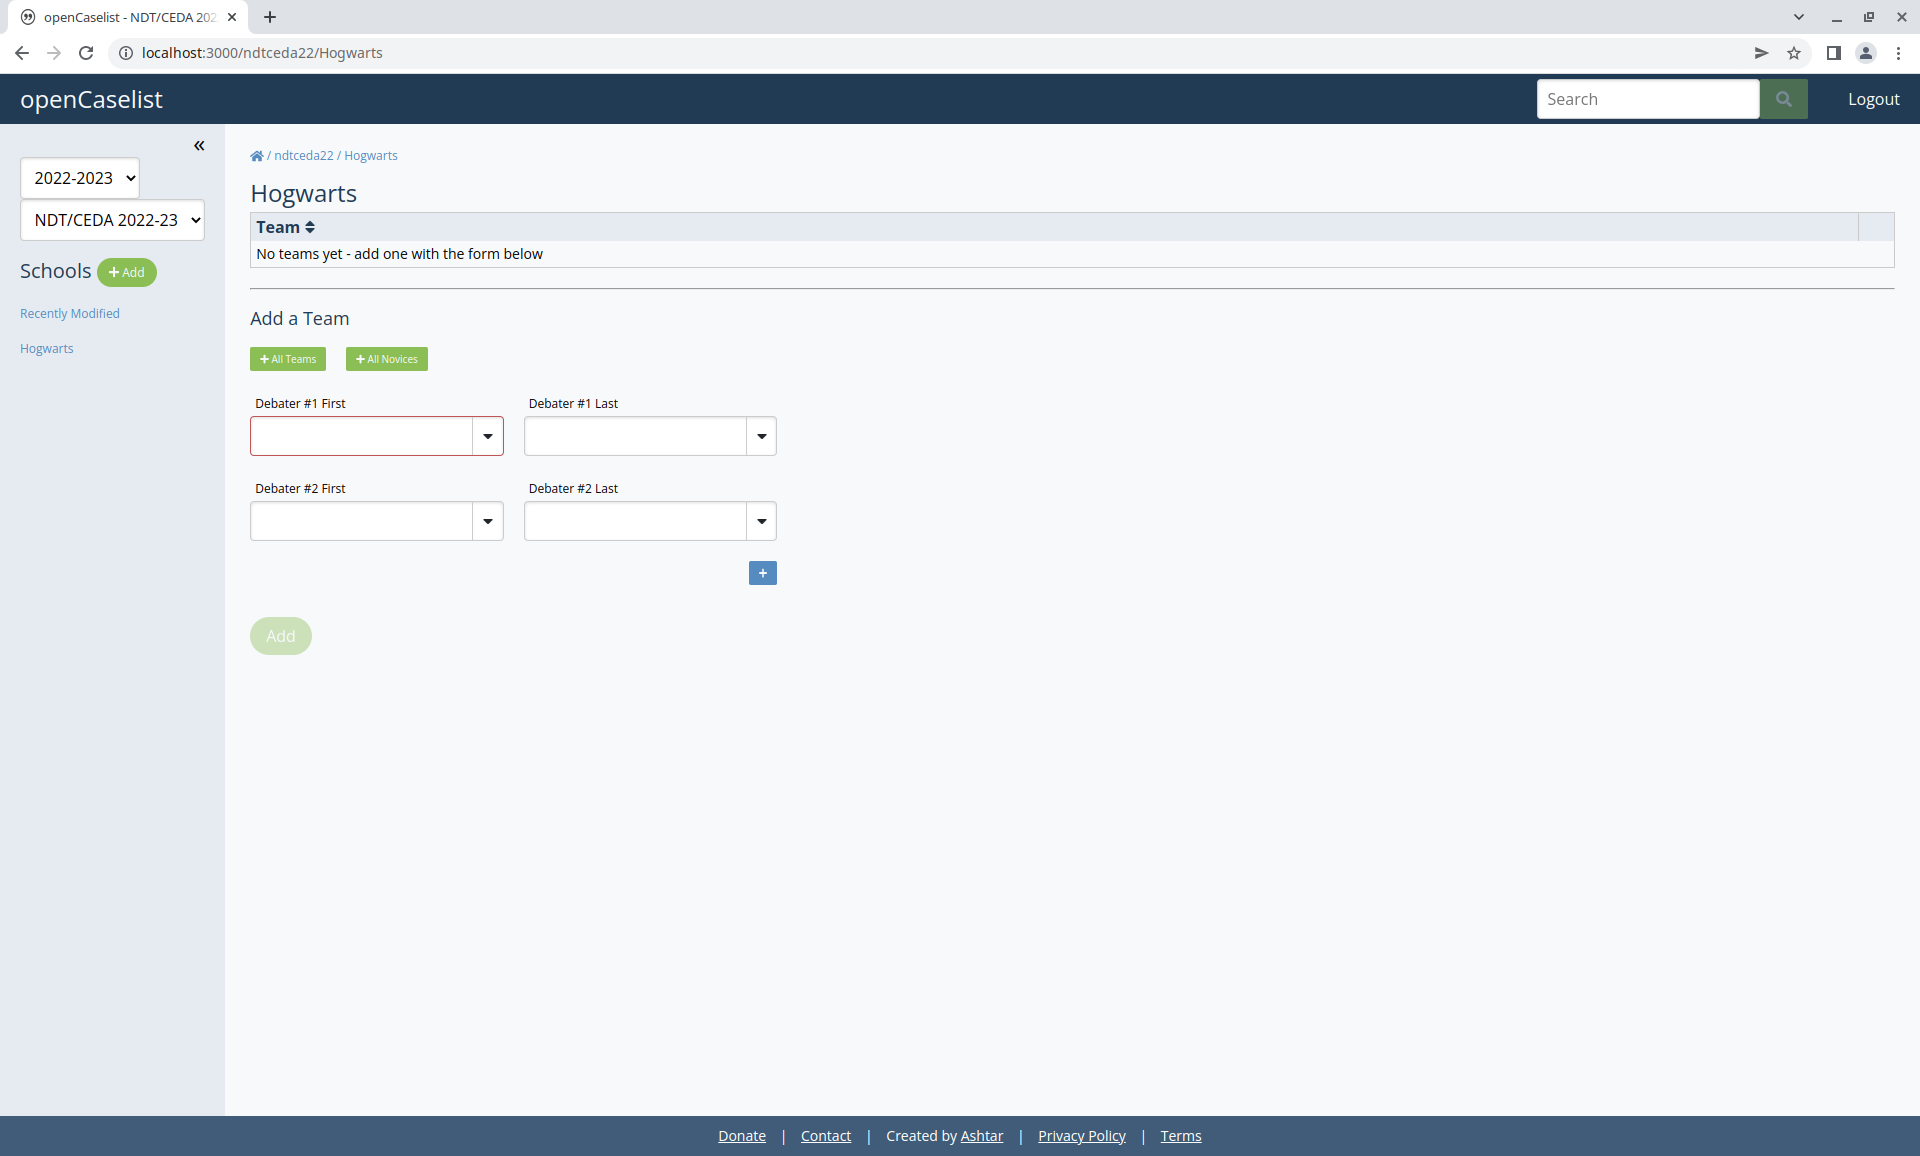 openCaselist - NDT/CEDA 202
localhost:3000/ndtceda22/Hogwarts
openCaselist
Search
Logout
«
2022-2023
NDT/CEDA 2022-23
Schools + Add
Recently Modified
Hogwarts
/ ndtceda22 / Hogwarts
Hogwarts
Team
No teams yet - add one with the form below
Add a Team
+ All Teams
+ All Novices
Debater #1 First
Debater #1 Last
Debater #2 First
Debater #2 Last
+
Add
Donate | Contact | Created by Ashtar | Privacy Policy | Terms